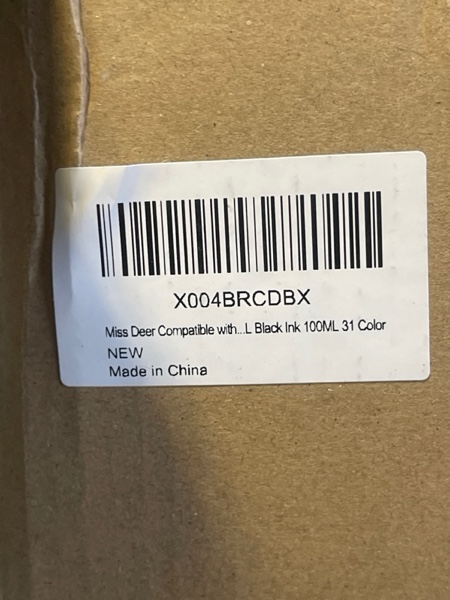 X004BRCDBX
Miss Deer Compatible with...L Black Ink 100ML 31 Color
NEW
Made in China